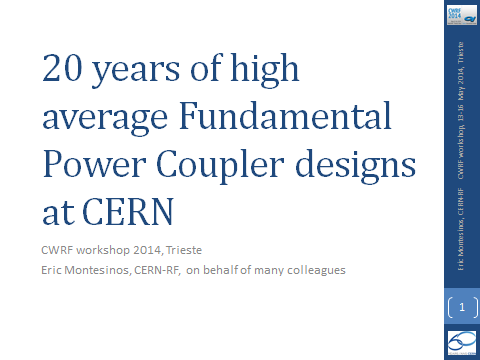 20 years of high
average Fundamental
Power Coupler designs
at CERN
CWRF workshop 2014, Trieste
Eric Montesinos, CERN-RF, on behalf of many colleagues
CWRF
2014
Eric Montesinos, CERN-RF CWRF workshop, 13-16 May 2014, Trieste
1